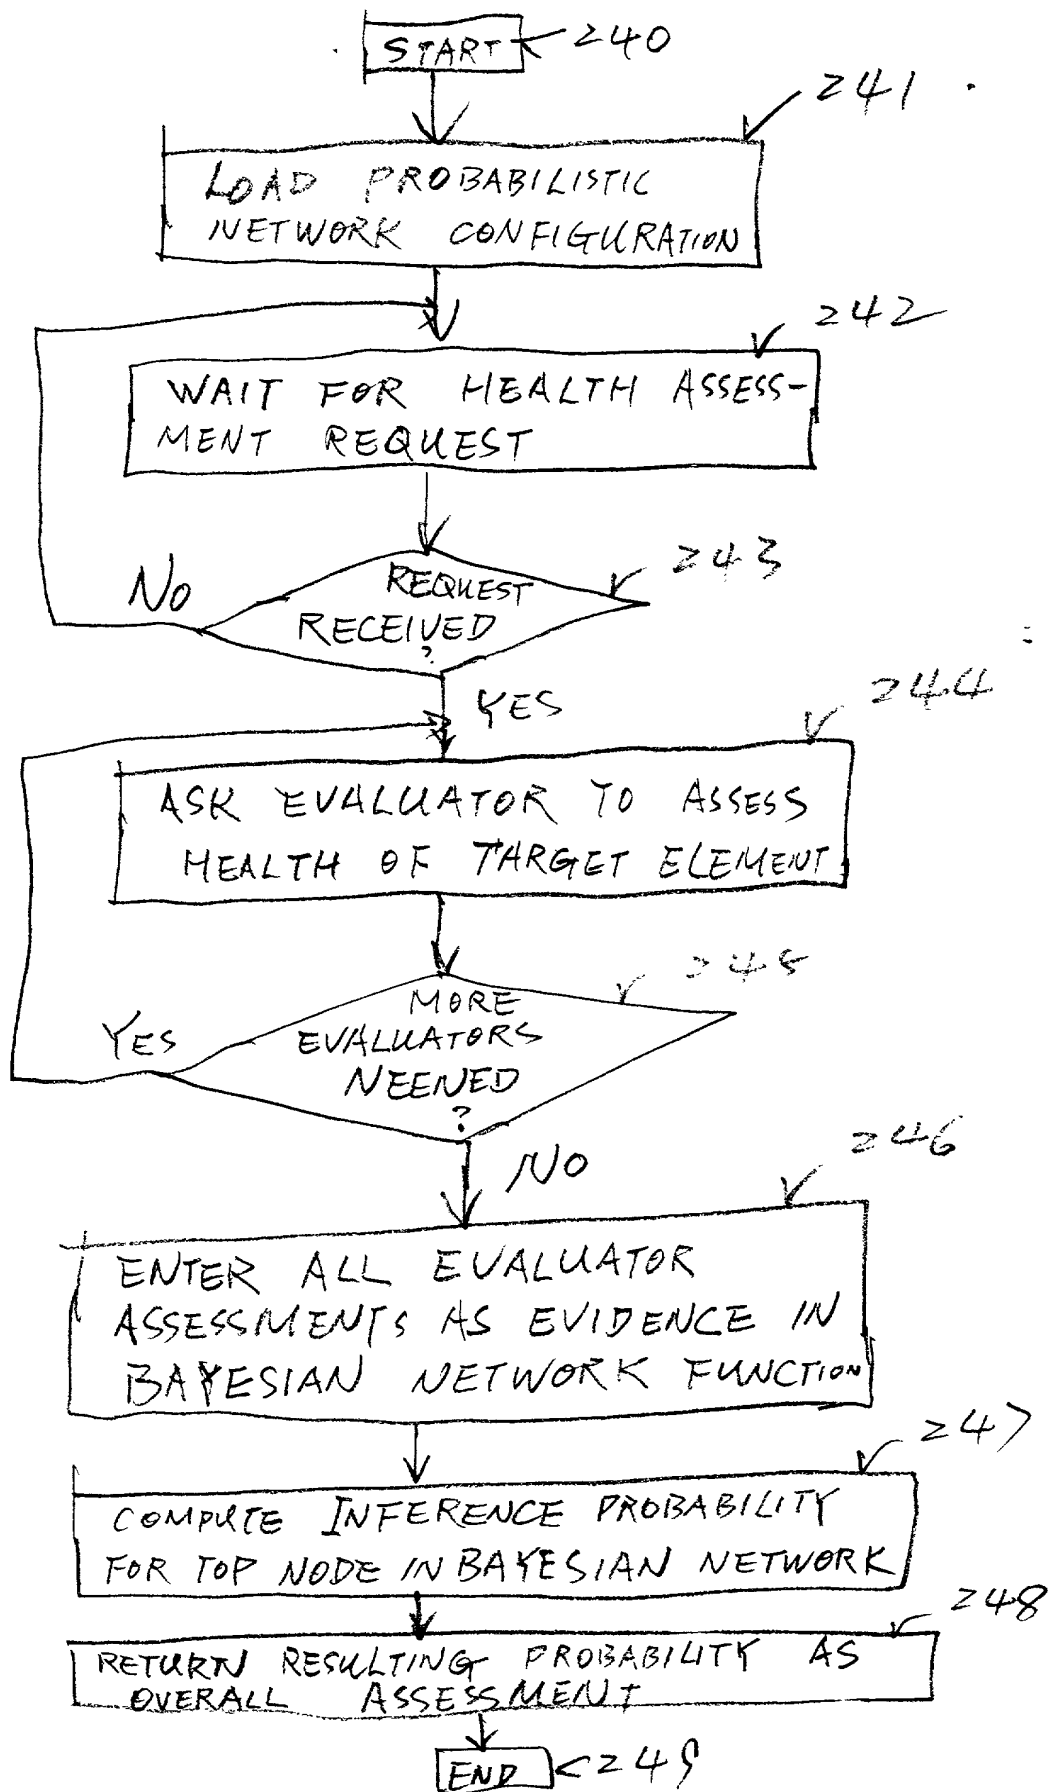 START 240
241
LOAD PROBABILISTIC
NETWORK CONFIGURATION
242
WAIT FOR HEALTH ASSESS-
MENT REQUEST
243
REQUEST
RECEIVED
?
NO
YES
244
ASK EVALUATOR TO ASSESS
HEALTH OF TARGET ELEMENT
245
MORE
EVALUATORS
NEENED
?
YES
NO
246
ENTER ALL EVALUATOR
ASSESSMENTS AS EVIDENCE IN
BAYESIAN NETWORK FUNCTION
247
COMPUTE INFERENCE PROBABILITY
FOR TOP NODE IN BAYESIAN NETWORK
248
RETURN RESULTING PROBABILITY AS
OVERALL ASSESSMENT
END 249